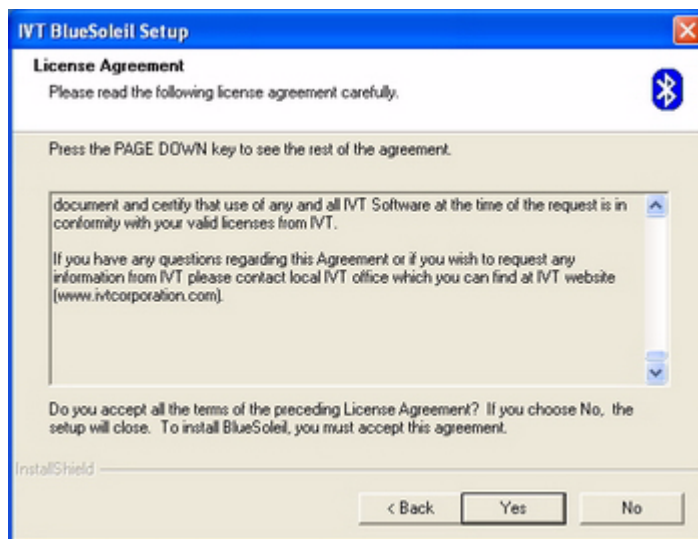 IVT BlueSoleil Setup
License Agreement
Please read the following license agreement carefully.
Press the PAGE DOWN key to see the rest of the agreement.
document and certify that use of any and all IVT Software at the time of the request is in
conformity with your valid licenses from IVT.
If you have any questions regarding this Agreement or if you wish to request any
information from IVT please contact local IVT office which you can find at IVT website
(www.ivtcorporation.com).
Do you accept all the terms of the preceding License Agreement? If you choose No, the
setup will close. To install BlueSoleil, you must accept this agreement.
InstallShield
< Back Yes No